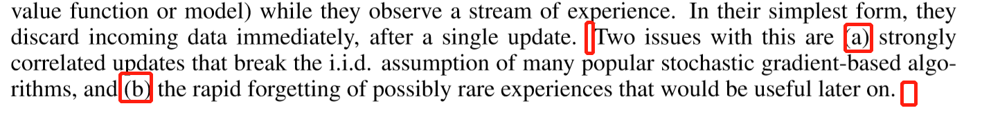 value function or model) while they observe a stream of experience. In their simplest form, they
discard incoming data immediately, after a single update. Two issues with this are (a) strongly
correlated updates that break the i.i.d. assumption of many popular stochastic gradient-based algo-
rithms, and (b) the rapid forgetting of possibly rare experiences that would be useful later on.